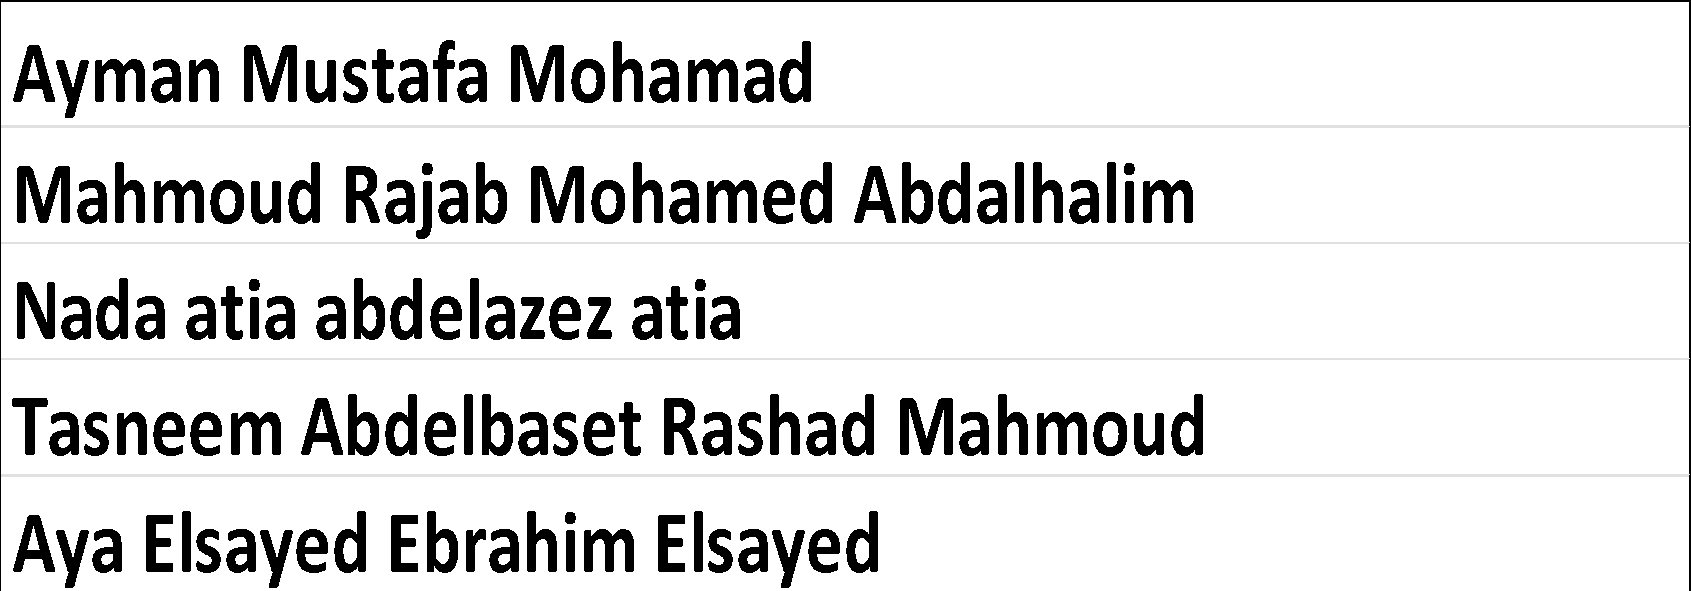 Ayman Mustafa Mohamad
Mahmoud Rajab Mohamed Abdalhalim
Nada atia abdelazez atia
Tasneem Abdelbaset Rashad Mahmoud
Aya Elsayed Ebrahim Elsayed